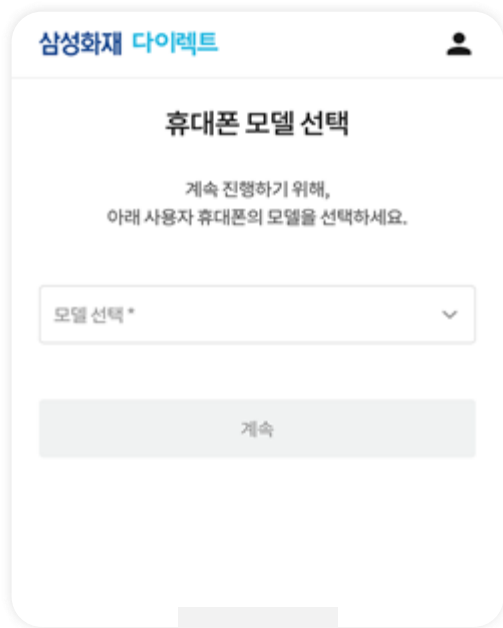 삼성화재 다이렉트
휴대폰 모델 선택
계속 진행하기 위해,
아래 사용자 휴대폰의 모델을 선택하세요.
모델 선택 *
계속